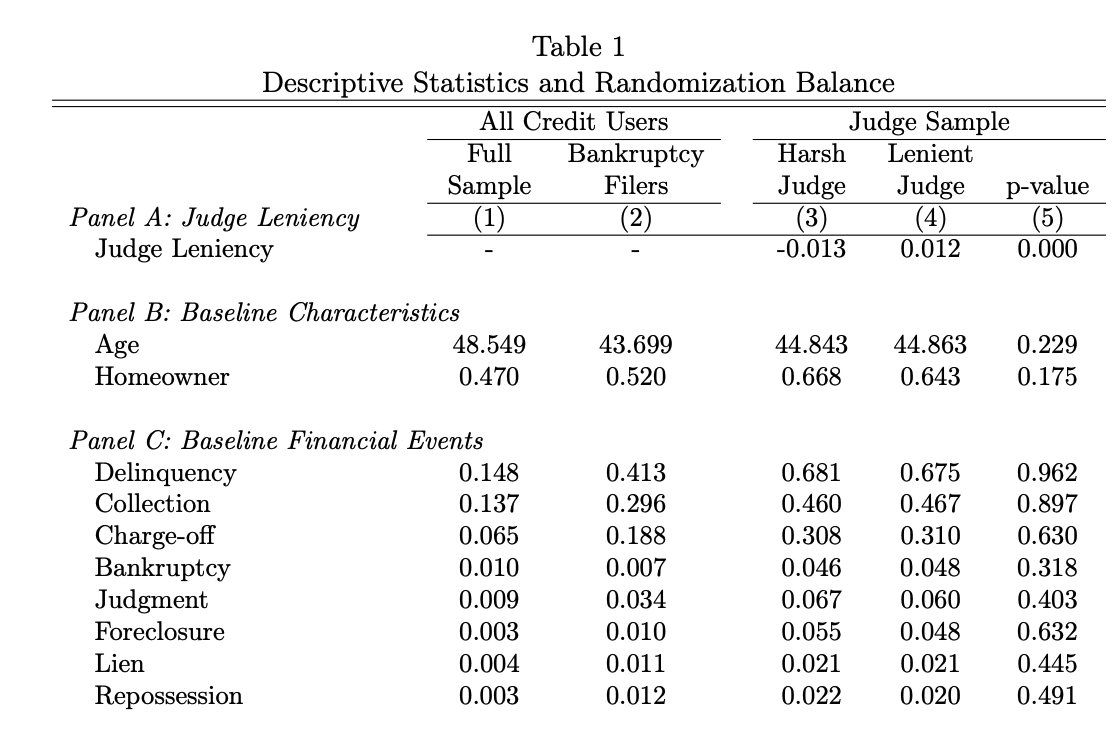 Table 1
Descriptive Statistics and Randomization Balance
All Credit Users Judge Sample
Full Bankruptcy Harsh Lenient
Sample Filers Judge Judge p-value
Panel A: Judge Leniency (1) (2) (3) (4) (5)
Judge Leniency - - -0.013 0.012 0.000
Panel B: Baseline Characteristics
Age 48.549 43.699 44.843 44.863 0.229
Homeowner 0.470 0.520 0.668 0.643 0.175
Panel C: Baseline Financial Events
Delinquency 0.148 0.413 0.681 0.675 0.962
Collection 0.137 0.296 0.460 0.467 0.897
Charge-off 0.065 0.188 0.308 0.310 0.630
Bankruptcy 0.010 0.007 0.046 0.048 0.318
Judgment 0.009 0.034 0.067 0.060 0.403
Foreclosure 0.003 0.010 0.055 0.048 0.632
Lien 0.004 0.011 0.021 0.021 0.445
Repossession 0.003 0.012 0.022 0.020 0.491